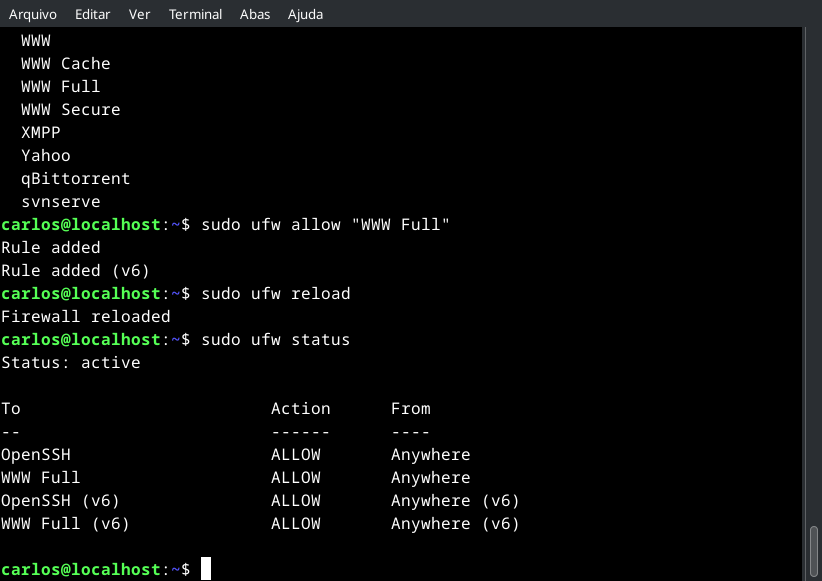 Arquivo Editar Ver Terminal Abas Ajuda
WWW
WWW Cache
WWW Full
WWW Secure
XMPP
Yahoo
qBittorrent
svnserve
carlos@localhost:~$ sudo ufw allow "WWW Full"
Rule added
Rule added (v6)
carlos@localhost:~$ sudo ufw reload
Firewall reloaded
carlos@localhost:~$ sudo ufw status
Status: active
To                         Action      From
--                         ------      ----
OpenSSH                    ALLOW       Anywhere
WWW Full                   ALLOW       Anywhere
OpenSSH (v6)               ALLOW       Anywhere (v6)
WWW Full (v6)              ALLOW       Anywhere (v6)
carlos@localhost:~$